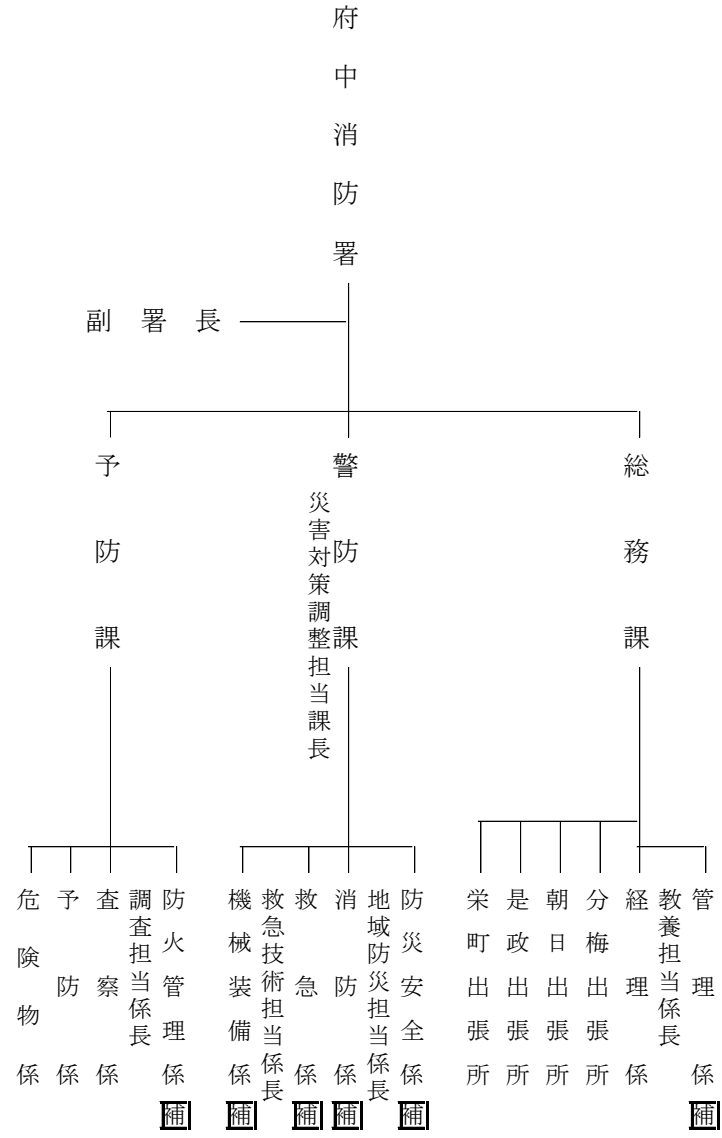 府中消防署
副署長
総務課
警防課
災害対策調整担当課長
予防課
管理係 補
教養担当係長
経理係
分梅出張所
朝日出張所
是政出張所
栄町出張所
防災安全係 補
地域防災担当係長
消防係 補
救急係 補
救急技術担当係長
機械装備係 補
防火管理係 補
調査担当係長
査察係
予防係
危険物係